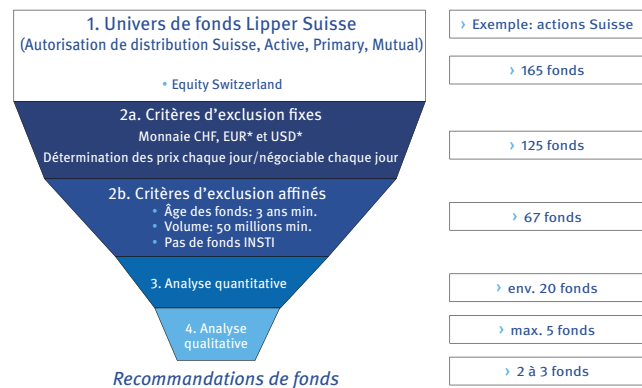 1. Univers de fonds Lipper Suisse
(Autorisation de distribution Suisse, Active, Primary, Mutual)
• Equity Switzerland
› Exemple: actions Suisse
› 165 fonds
2a. Critères d'exclusion fixes
Monnaie CHF, EUR* et USD*
Détermination des prix chaque jour/négociable chaque jour
› 125 fonds
2b. Critères d'exclusion affinés
• Âge des fonds: 3 ans min.
• Volume: 50 millions min.
• Pas de fonds INSTI
› 67 fonds
3. Analyse quantitative
› env. 20 fonds
4. Analyse
qualitative
› max. 5 fonds
Recommandations de fonds
› 2 à 3 fonds